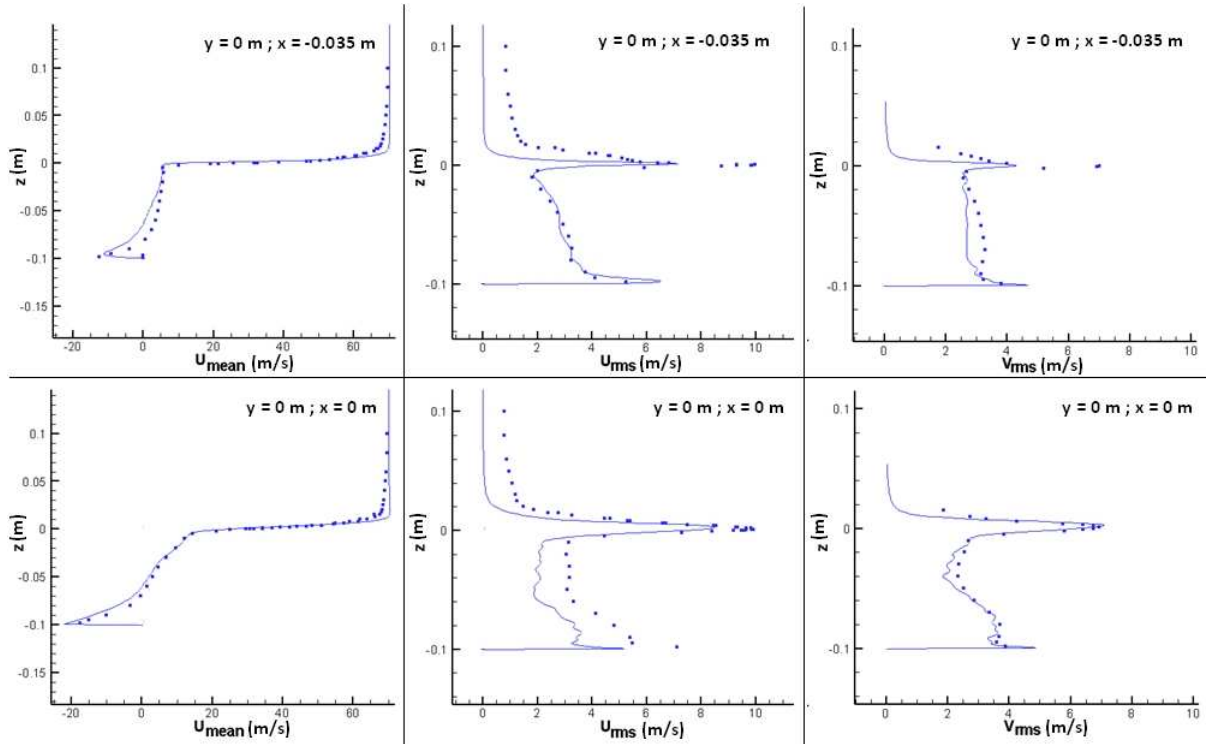 y = 0 m ; x = -0.035 m
0.1
0.05
0
-0.05
-0.1
-0.15
z (m)
-20 0 20 40 60
Umean (m/s)
y = 0 m ; x = -0.035 m
0.1
0
-0.1
z (m)
0 2 4 6 8 10
Urms (m/s)
y = 0 m ; x = -0.035 m
0.1
0
-0.1
z (m)
0 2 4 6 8 10
Vrms (m/s)
y = 0 m ; x = 0 m
0.1
0.05
0
-0.05
-0.1
-0.15
z (m)
-20 0 20 40 60
Umean (m/s)
y = 0 m ; x = 0 m
0.1
0
-0.1
z (m)
0 2 4 6 8 10
Urms (m/s)
y = 0 m ; x = 0 m
0.1
0
-0.1
z (m)
0 2 4 6 8 10
Vrms (m/s)